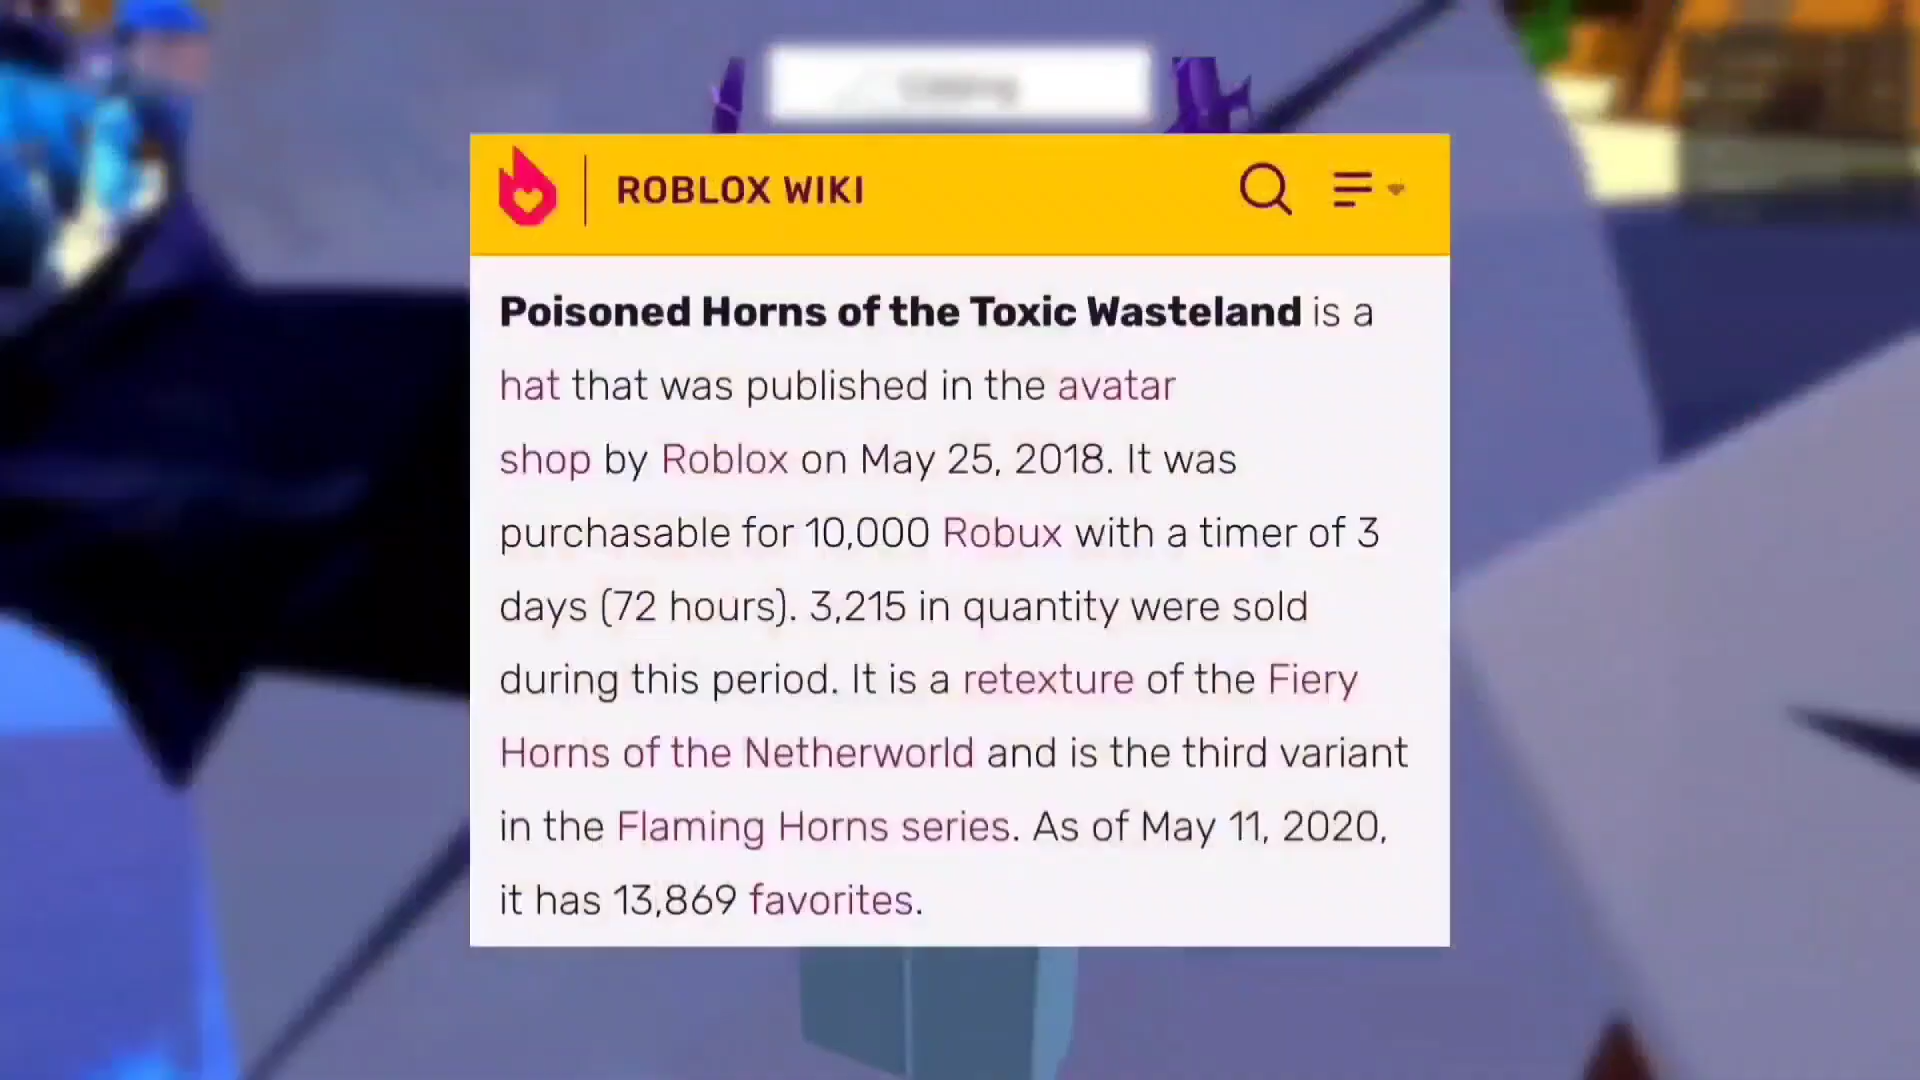 ROBLOX WIKI
Poisoned Horns of the Toxic Wasteland is a
hat that was published in the avatar
shop by Roblox on May 25, 2018. It was
purchasable for 10,000 Robux with a timer of 3
days (72 hours). 3,215 in quantity were sold
during this period. It is a retexture of the Fiery
Horns of the Netherworld and is the third variant
in the Flaming Horns series. As of May 11, 2020,
it has 13,869 favorites.